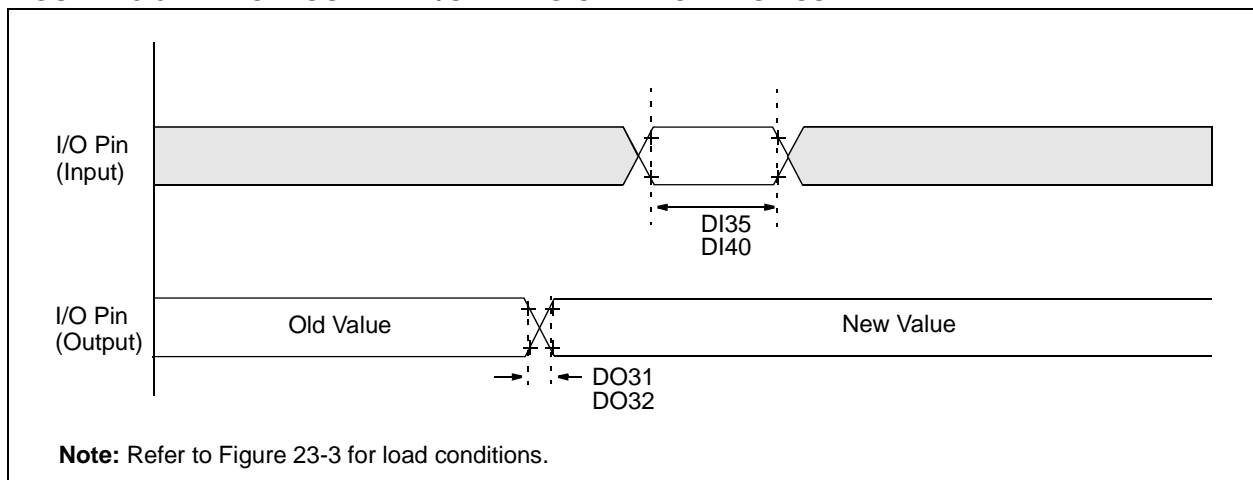 I/O Pin
(Input)
DI35
DI40
I/O Pin
(Output)
Old Value
New Value
DO31
DO32
Note: Refer to Figure 23-3 for load conditions.